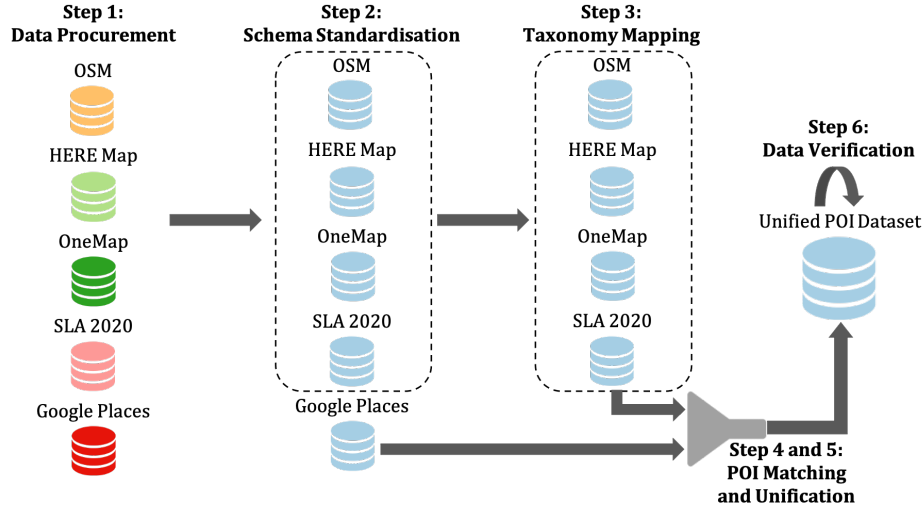 Step 1:
Data Procurement
OSM
HERE Map
OneMap
SLA 2020
Google Places
Step 2:
Schema Standardisation
OSM
HERE Map
OneMap
SLA 2020
Google Places
Step 3:
Taxonomy Mapping
OSM
HERE Map
OneMap
SLA 2020
Step 4 and 5:
POI Matching
and Unification
Step 6:
Data Verification
Unified POI Dataset